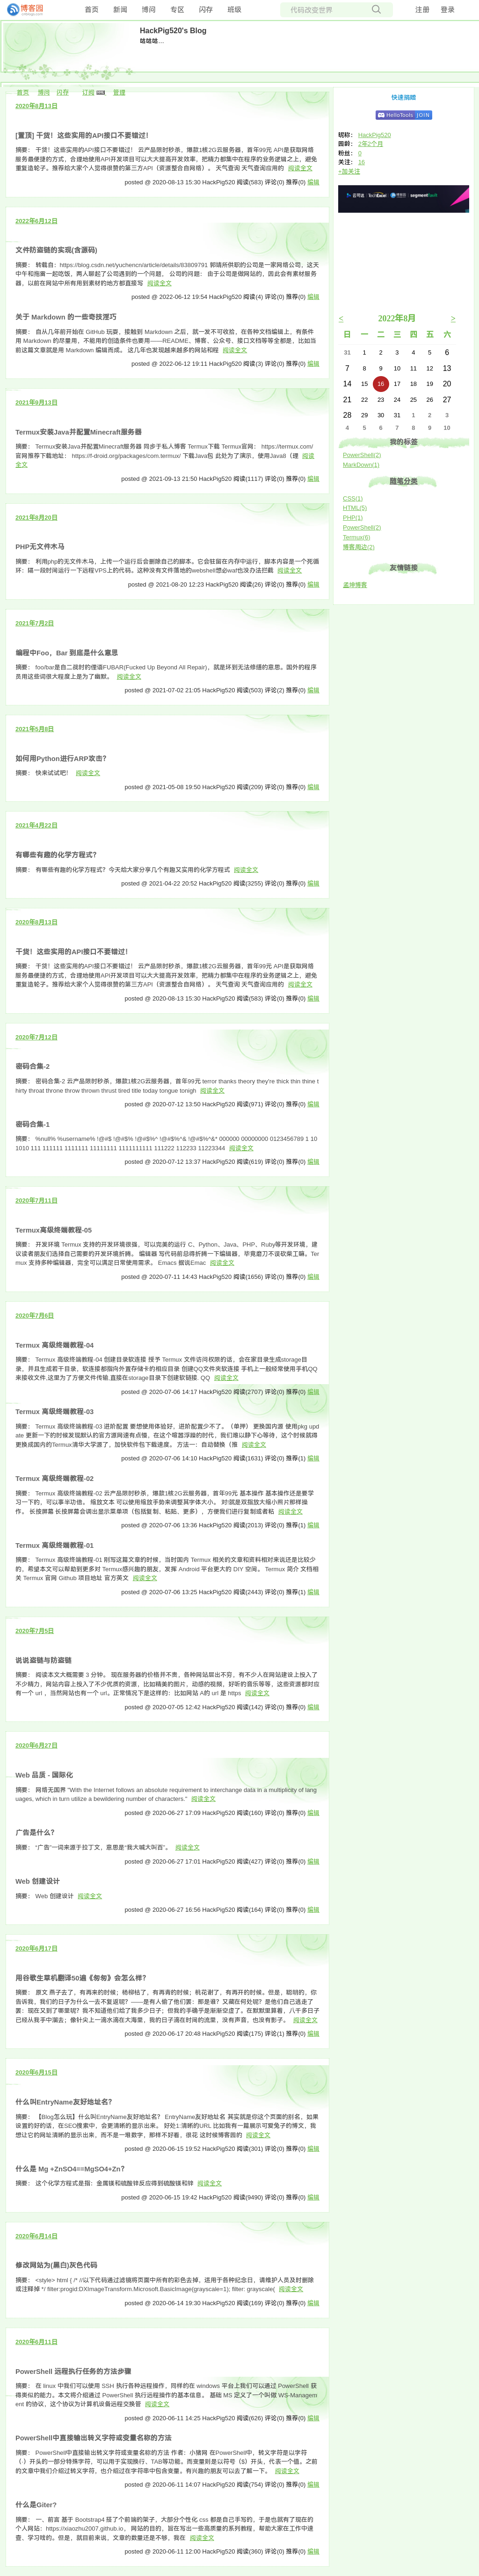 博客园 首页 新闻 博问 专区 闪存 班级 代码改变世界 注册 登录
HackPig520's Blog
咕咕咕....
首页 博问 闪存 订阅 管理
2020年8月13日
[置顶] 干货！这些实用的API接口不要错过！
摘要： 干货！这些实用的API接口不要错过！ 云产品限时秒杀，爆款1核2G云服务器，首年99元 API是获取网络
服务最便捷的方式，合理地使用API开发项目可以大大提高开发效率，把精力都集中在程序的业务逻辑之上，避免
重复造轮子。推荐给大家个人觉得很赞的第三方API（资源整合自网络）。 天气查询 天气查询应用的 阅读全文
posted @ 2020-08-13 15:30 HackPig520 阅读(583) 评论(0) 推荐(0) 编辑
2022年6月12日
文件防盗链的实现(含源码)
摘要： 转载自：https://blog.csdn.net/yuchencn/article/details/83809791 郭靖所供职的公司是一家网络公司，这天
中午和拖雷一起吃饭，两人聊起了公司遇到的一个问题， 公司的问题： 由于公司是做网站的，因此会有素材服务
器，以前在网站中所有用到素材的地方都直接写 阅读全文
posted @ 2022-06-12 19:54 HackPig520 阅读(4) 评论(0) 推荐(0) 编辑
关于 Markdown 的一些奇技淫巧
摘要： 自从几年前开始在 GitHub 玩耍，接触到 Markdown 之后，就一发不可收拾，在各种文档编辑上，有条件
用 Markdown 的尽量用，不能用的创造条件也要用——README、博客、公众号、接口文档等等全都是，比如当
前这篇文章就是用 Markdown 编辑而成。 这几年也发现越来越多的网站和程 阅读全文
posted @ 2022-06-12 19:11 HackPig520 阅读(3) 评论(0) 推荐(0) 编辑
2021年9月13日
Termux安装Java并配置Minecraft服务器
摘要： Termux安装Java并配置Minecraft服务器 同步于私人博客 Termux下载 Termux官网： https://termux.com/
官网推荐下载地址： https://f-droid.org/packages/com.termux/ 下载Java包 此处为了演示，使用Java8（理 阅读
全文
posted @ 2021-09-13 21:50 HackPig520 阅读(1117) 评论(0) 推荐(0) 编辑
2021年8月20日
PHP无文件木马
摘要： 利用php的无文件木马，上传一个运行后会删除自己的脚本。它会驻留在内存中运行，脚本内容是一个死循
环：读一段时间运行一下远程VPS上的代码。这种没有文件落地的webshell想必waf也没办法拦截 阅读全文
posted @ 2021-08-20 12:23 HackPig520 阅读(26) 评论(0) 推荐(0) 编辑
2021年7月2日
编程中Foo，Bar 到底是什么意思
摘要： foo/bar是自二战时的俚语FUBAR(Fucked Up Beyond All Repair)，就是坏到无法修缮的意思。国外的程序
员用这些词很大程度上是为了幽默。 阅读全文
posted @ 2021-07-02 21:05 HackPig520 阅读(503) 评论(2) 推荐(0) 编辑
2021年5月8日
如何用Python进行ARP攻击？
摘要： 快来试试吧！ 阅读全文
posted @ 2021-05-08 19:50 HackPig520 阅读(209) 评论(0) 推荐(0) 编辑
2021年4月22日
有哪些有趣的化学方程式？
摘要： 有哪些有趣的化学方程式？今天给大家分享几个有趣又实用的化学方程式 阅读全文
posted @ 2021-04-22 20:52 HackPig520 阅读(3255) 评论(0) 推荐(0) 编辑
2020年8月13日
干货！这些实用的API接口不要错过！
摘要： 干货！这些实用的API接口不要错过！ 云产品限时秒杀，爆款1核2G云服务器，首年99元 API是获取网络
服务最便捷的方式，合理地使用API开发项目可以大大提高开发效率，把精力都集中在程序的业务逻辑之上，避免
重复造轮子。推荐给大家个人觉得很赞的第三方API（资源整合自网络）。 天气查询 天气查询应用的 阅读全文
posted @ 2020-08-13 15:30 HackPig520 阅读(583) 评论(0) 推荐(0) 编辑
2020年7月12日
密码合集-2
摘要： 密码合集-2 云产品限时秒杀，爆款1核2G云服务器，首年99元 terror thanks theory they're thick thin thine t
hirty throat throne throw thrown thrust tired title today tongue tonigh 阅读全文
posted @ 2020-07-12 13:50 HackPig520 阅读(971) 评论(0) 推荐(0) 编辑
密码合集-1
摘要： %null% %username% !@#$ !@#$% !@#$%^ !@#$%^& !@#$%^&* 000000 00000000 0123456789 1 10
1010 111 111111 1111111 11111111 1111111111 111222 112233 11223344 阅读全文
posted @ 2020-07-12 13:37 HackPig520 阅读(619) 评论(0) 推荐(0) 编辑
2020年7月11日
Termux高级终端教程-05
摘要： 开发环境 Termux 支持的开发环境很强，可以完美的运行 C、Python、Java、PHP、Ruby等开发环境，建
议读者朋友们选择自己需要的开发环境折腾。 编辑器 写代码前总得折腾一下编辑器，毕竟磨刀不误砍柴工嘛。Ter
mux 支持多种编辑器，完全可以满足日常使用需求。 Emacs 据说Emac 阅读全文
posted @ 2020-07-11 14:43 HackPig520 阅读(1656) 评论(0) 推荐(0) 编辑
2020年7月6日
Termux 高级终端教程-04
摘要： Termux 高级终端教程-04 创建目录软连接 授予 Termux 文件访问权限的话，会在家目录生成storage目
录，并且生成若干目录，软连接都指向外置存储卡的相应目录 创建QQ文件夹软连接 手机上一般经常使用手机QQ
来接收文件,这里为了方便文件传输,直接在storage目录下创建软链接. QQ 阅读全文
posted @ 2020-07-06 14:17 HackPig520 阅读(2707) 评论(0) 推荐(0) 编辑
Termux 高级终端教程-03
摘要： Termux 高级终端教程-03 进阶配置 要想使用体验好，进阶配置少不了。（单押） 更换国内源 使用pkg upd
ate 更新一下的时候发现默认的官方源网速有点慢，在这个喧嚣浮躁的时代，我们难以静下心等待，这个时候就得
更换成国内的Termux清华大学源了，加快软件包下载速度。 方法一：自动替换（推 阅读全文
posted @ 2020-07-06 14:10 HackPig520 阅读(1631) 评论(0) 推荐(1) 编辑
Termux 高级终端教程-02
摘要： Termux 高级终端教程-02 云产品限时秒杀，爆款1核2G云服务器，首年99元 基本操作 基本操作还是要学
习一下的，可以事半功倍。 缩放文本 可以使用缩放手势来调整其字体大小。 对!就是双指放大缩小照片那样操
作。 长按屏幕 长按屏幕会调出显示菜单项（包括复制、粘贴、更多），方便我们进行复制或者粘 阅读全文
posted @ 2020-07-06 13:36 HackPig520 阅读(2013) 评论(0) 推荐(1) 编辑
Termux 高级终端教程-01
摘要： Termux 高级终端教程-01 刚写这篇文章的时候，当时国内 Termux 相关的文章和资料相对来说还是比较少
的，希望本文可以帮助到更多对 Termux感兴趣的朋友，发挥 Android 平台更大的 DIY 空间。 Termux 简介 文档相
关 Termux 官网 Github 项目地址 官方英文 阅读全文
posted @ 2020-07-06 13:25 HackPig520 阅读(2443) 评论(0) 推荐(1) 编辑
2020年7月5日
说说盗链与防盗链
摘要： 阅读本文大概需要 3 分钟。 现在服务器的价格并不贵，各种网站层出不穷，有不少人在网站建设上投入了
不少精力，网站内容上投入了不少优质的资源，比如精美的图片，动感的视频，好听的音乐等等，这些资源都对应
有一个 url ，当然网站也有一个 url。正常情况下是这样的：比如网站 A的 url 是 https 阅读全文
posted @ 2020-07-05 12:42 HackPig520 阅读(142) 评论(0) 推荐(0) 编辑
2020年6月27日
Web 品质 - 国际化
摘要： 网络无国界 "With the Internet follows an absolute requirement to interchange data in a multiplicity of lang
uages, which in turn utilize a bewildering number of characters." 阅读全文
posted @ 2020-06-27 17:09 HackPig520 阅读(160) 评论(0) 推荐(0) 编辑
广告是什么？
摘要： “广告”一词来源于拉丁文，意思是“我大喊大叫百”。 阅读全文
posted @ 2020-06-27 17:01 HackPig520 阅读(427) 评论(0) 推荐(0) 编辑
Web 创建设计
摘要： Web 创建设计 阅读全文
posted @ 2020-06-27 16:56 HackPig520 阅读(164) 评论(0) 推荐(0) 编辑
2020年6月17日
用谷歌生草机翻译50遍《匆匆》会怎么样？
摘要： 原文 燕子去了，有再来的时候；杨柳枯了，有再青的时候；桃花谢了，有再开的时候。但是，聪明的，你
告诉我，我们的日子为什么一去不复返呢？——是有人偷了他们罢：那是谁？又藏在何处呢？是他们自己逃走了
罢：现在又到了哪里呢？我不知道他们给了我多少日子；但我的手确乎是渐渐空虚了。在默默里算着，八千多日子
已经从我手中溜去；像针尖上一滴水滴在大海里，我的日子滴在时间的流里，没有声音，也没有影子。 阅读全文
posted @ 2020-06-17 20:48 HackPig520 阅读(175) 评论(1) 推荐(0) 编辑
2020年6月15日
什么叫EntryName友好地址名？
摘要： 【Blog怎么玩】什么叫EntryName友好地址名？ EntryName友好地址名 其实就是你这个页面的别名，如果
设置的好的话，在SEO搜索中，会更清晰的显示出来。 好处1:清晰的URL 比如我有一篇展示可爱兔子的博文，我
想让它的网址清晰的显示出来，而不是一堆数字，那样不好看、很花 这时候博客园的 阅读全文
posted @ 2020-06-15 19:52 HackPig520 阅读(301) 评论(0) 推荐(0) 编辑
什么是 Mg +ZnSO4==MgSO4+Zn?
摘要： 这个化学方程式是指：金属镁和硫酸锌反应得到硫酸镁和锌 阅读全文
posted @ 2020-06-15 19:42 HackPig520 阅读(9490) 评论(0) 推荐(0) 编辑
2020年6月14日
修改网站为(黑白)灰色代码
摘要： <style> html { /* //以下代码通过滤镜将页面中所有的彩色去掉，适用于各种纪念日，请维护人员及时删除
或注释掉 */ filter:progid:DXImageTransform.Microsoft.BasicImage(grayscale=1); filter: grayscale( 阅读全文
posted @ 2020-06-14 19:30 HackPig520 阅读(169) 评论(0) 推荐(0) 编辑
2020年6月11日
PowerShell 远程执行任务的方法步骤
摘要： 在 linux 中我们可以使用 SSH 执行各种远程操作，同样的在 windows 平台上我们可以通过 PowerShell 获
得类似的能力。本文将介绍通过 PowerShell 执行远程操作的基本信息。 基础 MS 定义了一个叫做 WS-Managem
ent 的协议，这个协议为计算机设备远程交换管 阅读全文
posted @ 2020-06-11 14:25 HackPig520 阅读(626) 评论(0) 推荐(0) 编辑
PowerShell中直接输出转义字符或变量名称的方法
摘要： PowerShell中直接输出转义字符或变量名称的方法 作者：小猪网 在PowerShell中，转义字符是以字符
（ ）开头的一部分特殊字符，可以用于实现换行、TAB等功能。而变量则是以符号（$）开头，代表一个值。之前的
文章中我们介绍过转义字符，也介绍过在字符串中包含变量，有兴趣的朋友可以去了解一下。 阅读全文
posted @ 2020-06-11 14:07 HackPig520 阅读(754) 评论(0) 推荐(0) 编辑
什么是Giter?
摘要： 一、前言 基于 Bootstrap4 搭了个前端的架子，大部分个性化 css 都是自己手写的，于是也就有了现在的
个人网站：https://xiaozhu2007.github.io， 网站的目的，旨在写出一些高质量的系列教程，帮助大家在工作中速
查、学习啥的。但是，就目前来说，文章的数量还是不够，我在 阅读全文
posted @ 2020-06-11 12:00 HackPig520 阅读(360) 评论(0) 推荐(0) 编辑
快速捐赠
HelloTools JOIN
昵称： HackPig520
园龄： 2年2个月
粉丝： 0
关注： 16
+加关注
< 2022年8月 >
日 一 二 三 四 五 六
31 1 2 3 4 5 6
7 8 9 10 11 12 13
14 15 16 17 18 19 20
21 22 23 24 25 26 27
28 29 30 31 1 2 3
4 5 6 7 8 9 10
我的标签
PowerShell(2)
MarkDown(1)
随笔分类
CSS(1)
HTML(5)
PHP(1)
PowerShell(2)
Termux(6)
博客周边(2)
友情链接
孟坤博客